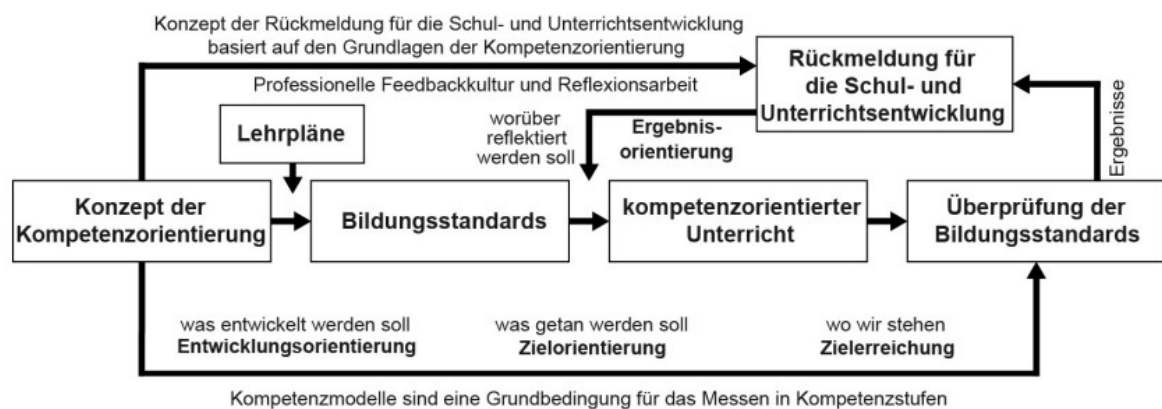 Konzept der Rückmeldung für die Schul- und Unterrichtsentwicklung
basiert auf den Grundlagen der Kompetenzorientierung
Professionelle Feedbackkultur und Reflexionsarbeit
Rückmeldung für
die Schul- und
Unterrichtsentwicklung
Lehrpläne
worüber
reflektiert
werden soll
Ergebnis-
orientierung
Ergebnisse
Konzept der
Kompetenzorientierung
Bildungsstandards
kompetenzorientierter
Unterricht
Überprüfung der
Bildungsstandards
was entwickelt werden soll
Entwicklungsorientierung
was getan werden soll
Zielorientierung
wo wir stehen
Zielerreichung
Kompetenzmodelle sind eine Grundbedingung für das Messen in Kompetenzstufen